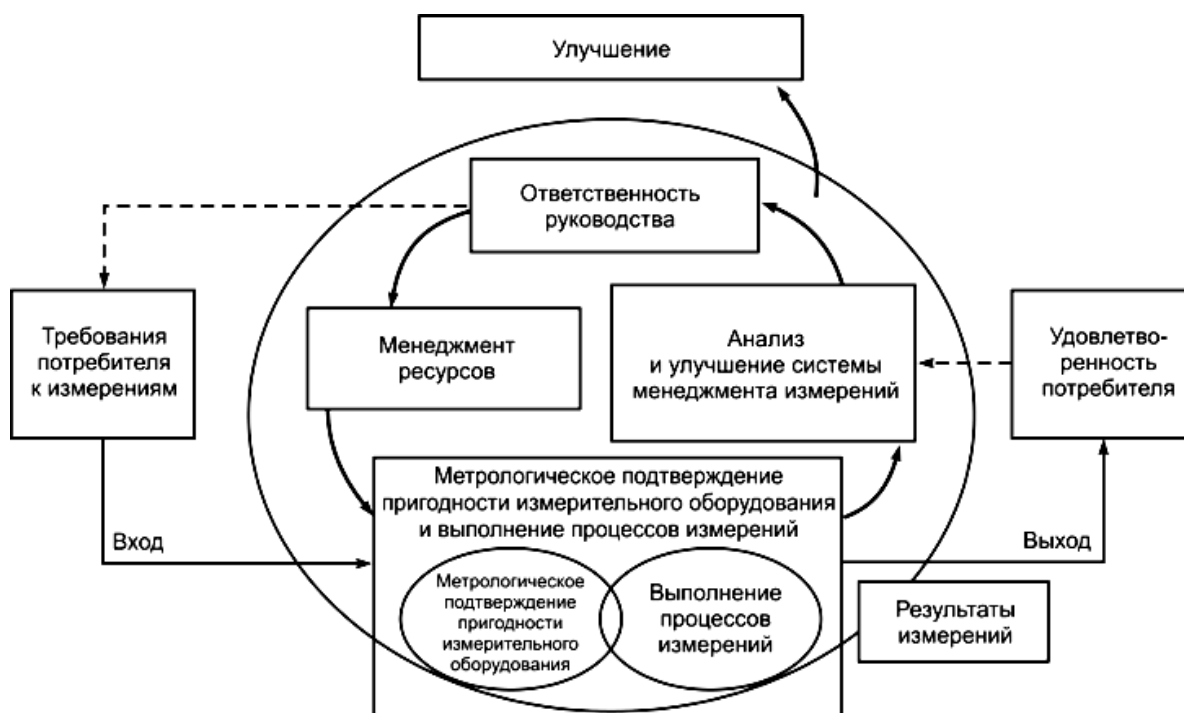 Улучшение
Ответственность
руководства
Требования
потребителя
к измерениям
Менеджмент
ресурсов
Анализ
и улучшение системы
менеджмента измерений
Удовлетво-
ренность
потребителя
Метрологическое подтверждение
пригодности измерительного оборудования
и выполнение процессов измерений
Вход
Выход
Метрологическое
подтверждение
пригодности
измерительного
оборудования
Выполнение
процессов
измерений
Результаты
измерений